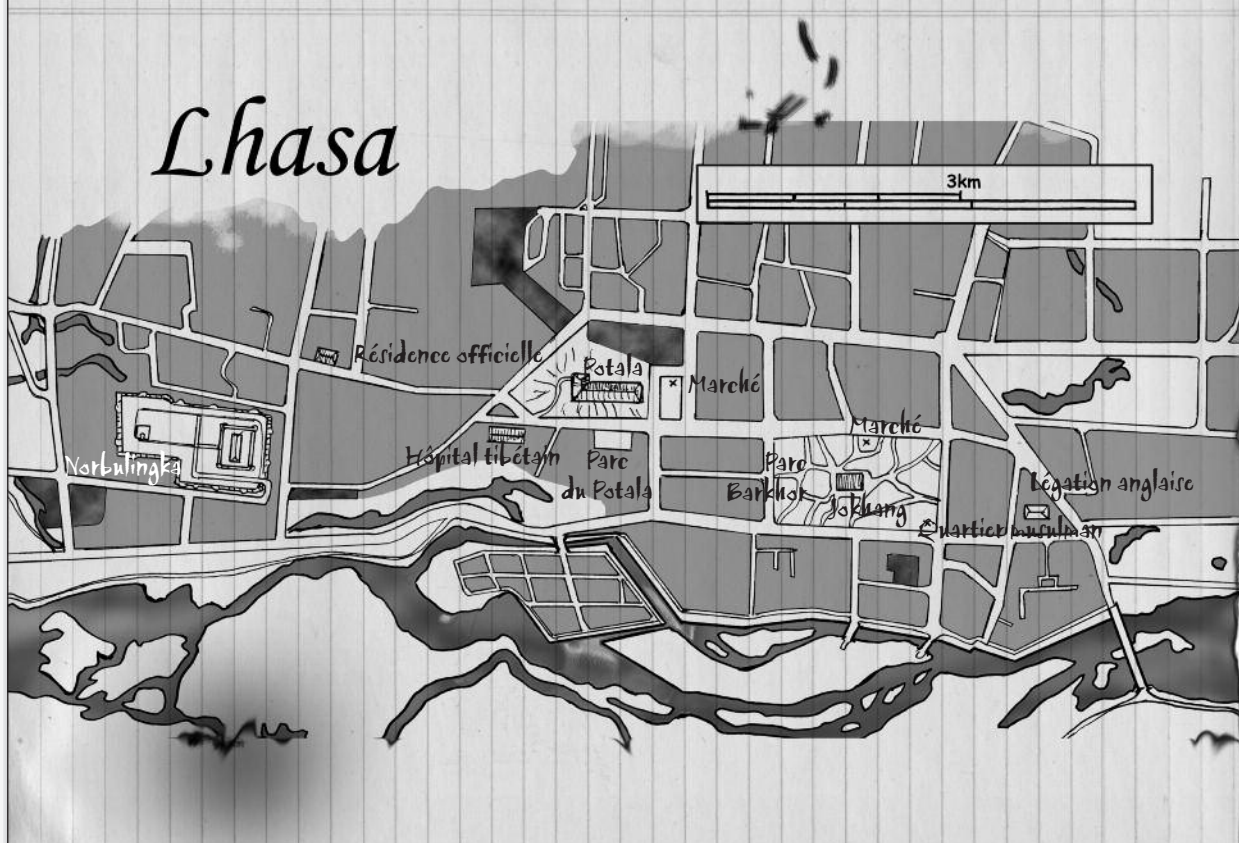 Lhasa
3km
Résidence officielle
Potala
Marché
Marché
Hôpital tibétain
Parc
du Potala
Parc
Barkhor
Jokhang
Norbulingka
Légation anglaise
Quartier musulman